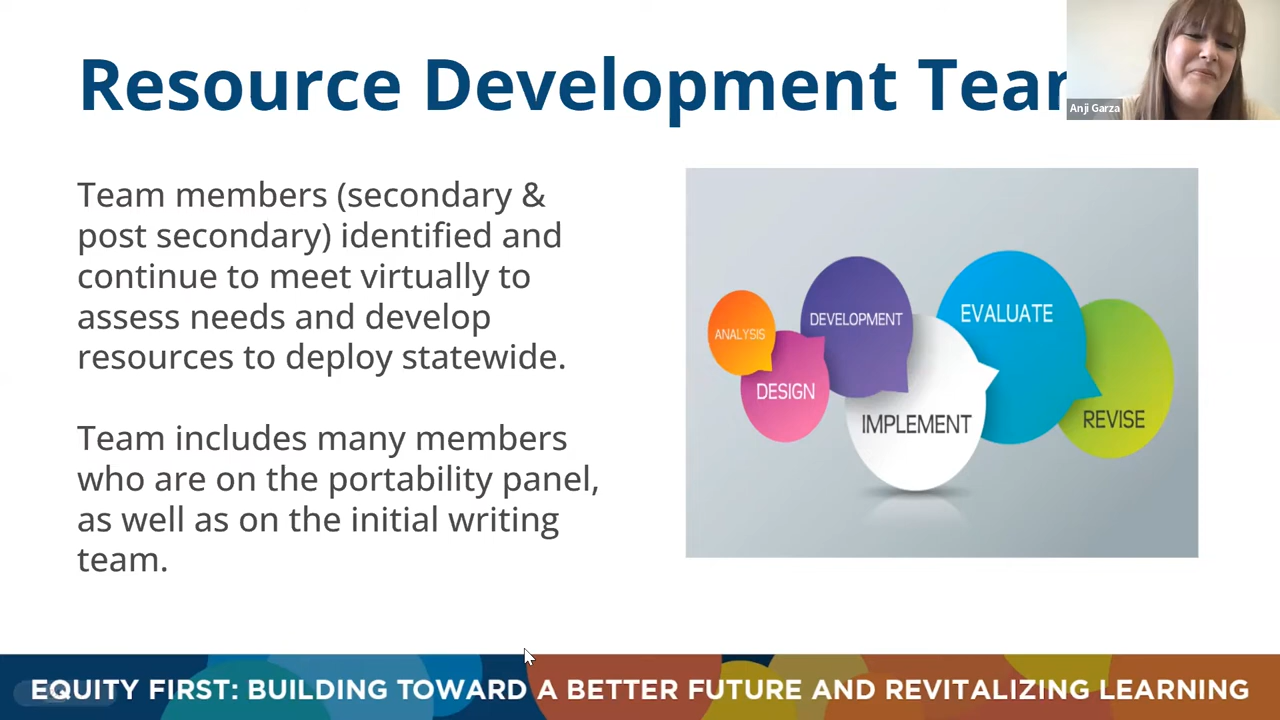 Resource Development Tea
Anji Garza
Team members (secondary &
post secondary) identified and
continue to meet virtually to
assess needs and develop
resources to deploy statewide.
Team includes many members
who are on the portability panel,
as well as on the initial writing
team.
ANALYSIS
DESIGN
DEVELOPMENT
IMPLEMENT
EVALUATE
REVISE
EQUITY FIRST: BUILDING TOWARD A BETTER FUTURE AND REVITALIZING LEARNING